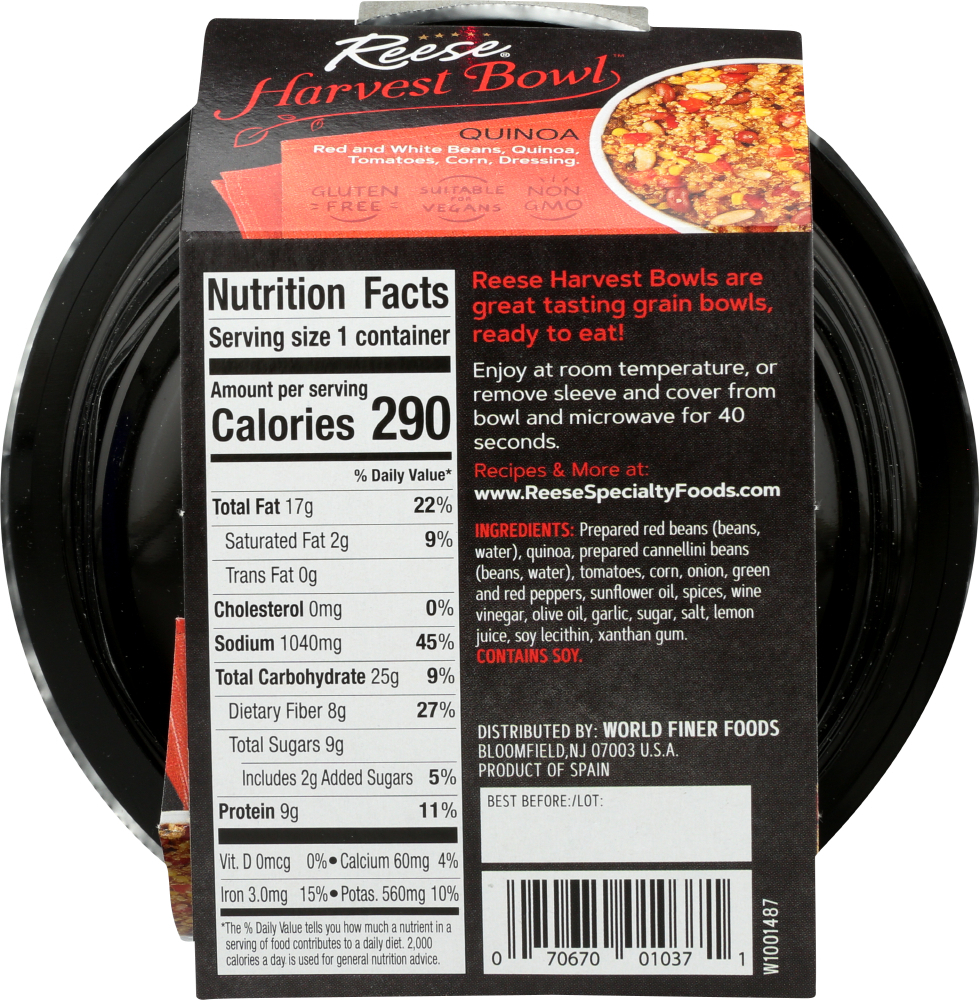 Reese®
Harvest Bowl™
QUINOA
Red and White Beans, Quinoa,
Tomatoes, Corn, Dressing.
GLUTEN
FREE
SUITABLE
FOR
VEGANS
NON
GMO
Nutrition Facts
Serving size 1 container
Amount per serving
Calories 290
% Daily Value*
Total Fat 17g 22%
Saturated Fat 2g 9%
Trans Fat 0g
Cholesterol 0mg 0%
Sodium 1040mg 45%
Total Carbohydrate 25g 9%
Dietary Fiber 8g 27%
Total Sugars 9g
Includes 2g Added Sugars 5%
Protein 9g 11%
Vit. D 0mcg 0% • Calcium 60mg 4%
Iron 3.0mg 15% • Potas. 560mg 10%
*The % Daily Value tells you how much a nutrient in a
serving of food contributes to a daily diet. 2,000
calories a day is used for general nutrition advice.
Reese Harvest Bowls are
great tasting grain bowls,
ready to eat!
Enjoy at room temperature, or
remove sleeve and cover from
bowl and microwave for 40
seconds.
Recipes & More at:
www.ReeseSpecialtyFoods.com
INGREDIENTS: Prepared red beans (beans,
water), quinoa, prepared cannellini beans
(beans, water), tomatoes, corn, onion, green
and red peppers, sunflower oil, spices, wine
vinegar, olive oil, garlic, sugar, salt, lemon
juice, soy lecithin, xanthan gum.
CONTAINS SOY.
DISTRIBUTED BY: WORLD FINER FOODS
BLOOMFIELD,NJ 07003 U.S.A.
PRODUCT OF SPAIN
BEST BEFORE:/LOT:
0 70670 01037 1
W1001487